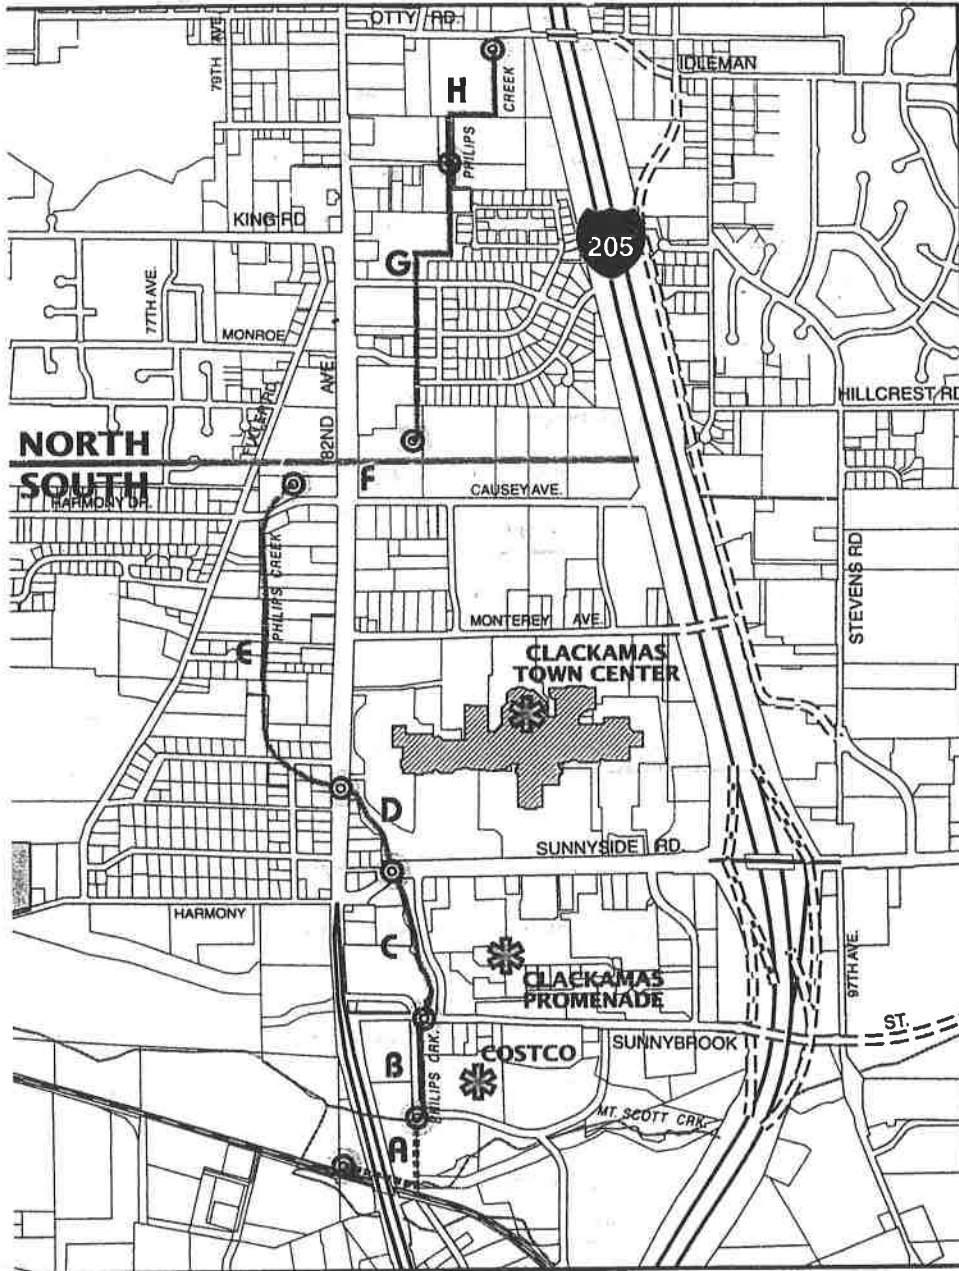 OTTY RD.
79TH AVE.
IDLEMAN
H
CREEK
PHILIPS
KING RD
205
G
77TH AVE.
MONROE
82ND AVE.
HILLCREST RD
NORTH
SOUTH
F
CAUSEY AVE.
HARMONY DR.
PHILIPS CREEK
STEVENS RD
MONTEREY AVE.
E
CLACKAMAS
TOWN CENTER
D
SUNNYSIDE RD.
HARMONY
C
97TH AVE.
CLACKAMAS
PROMENADE
ST.
SUNNYBROOK
COSTCO
B
PHILIPS CRK.
MT. SCOTT CRK.
A